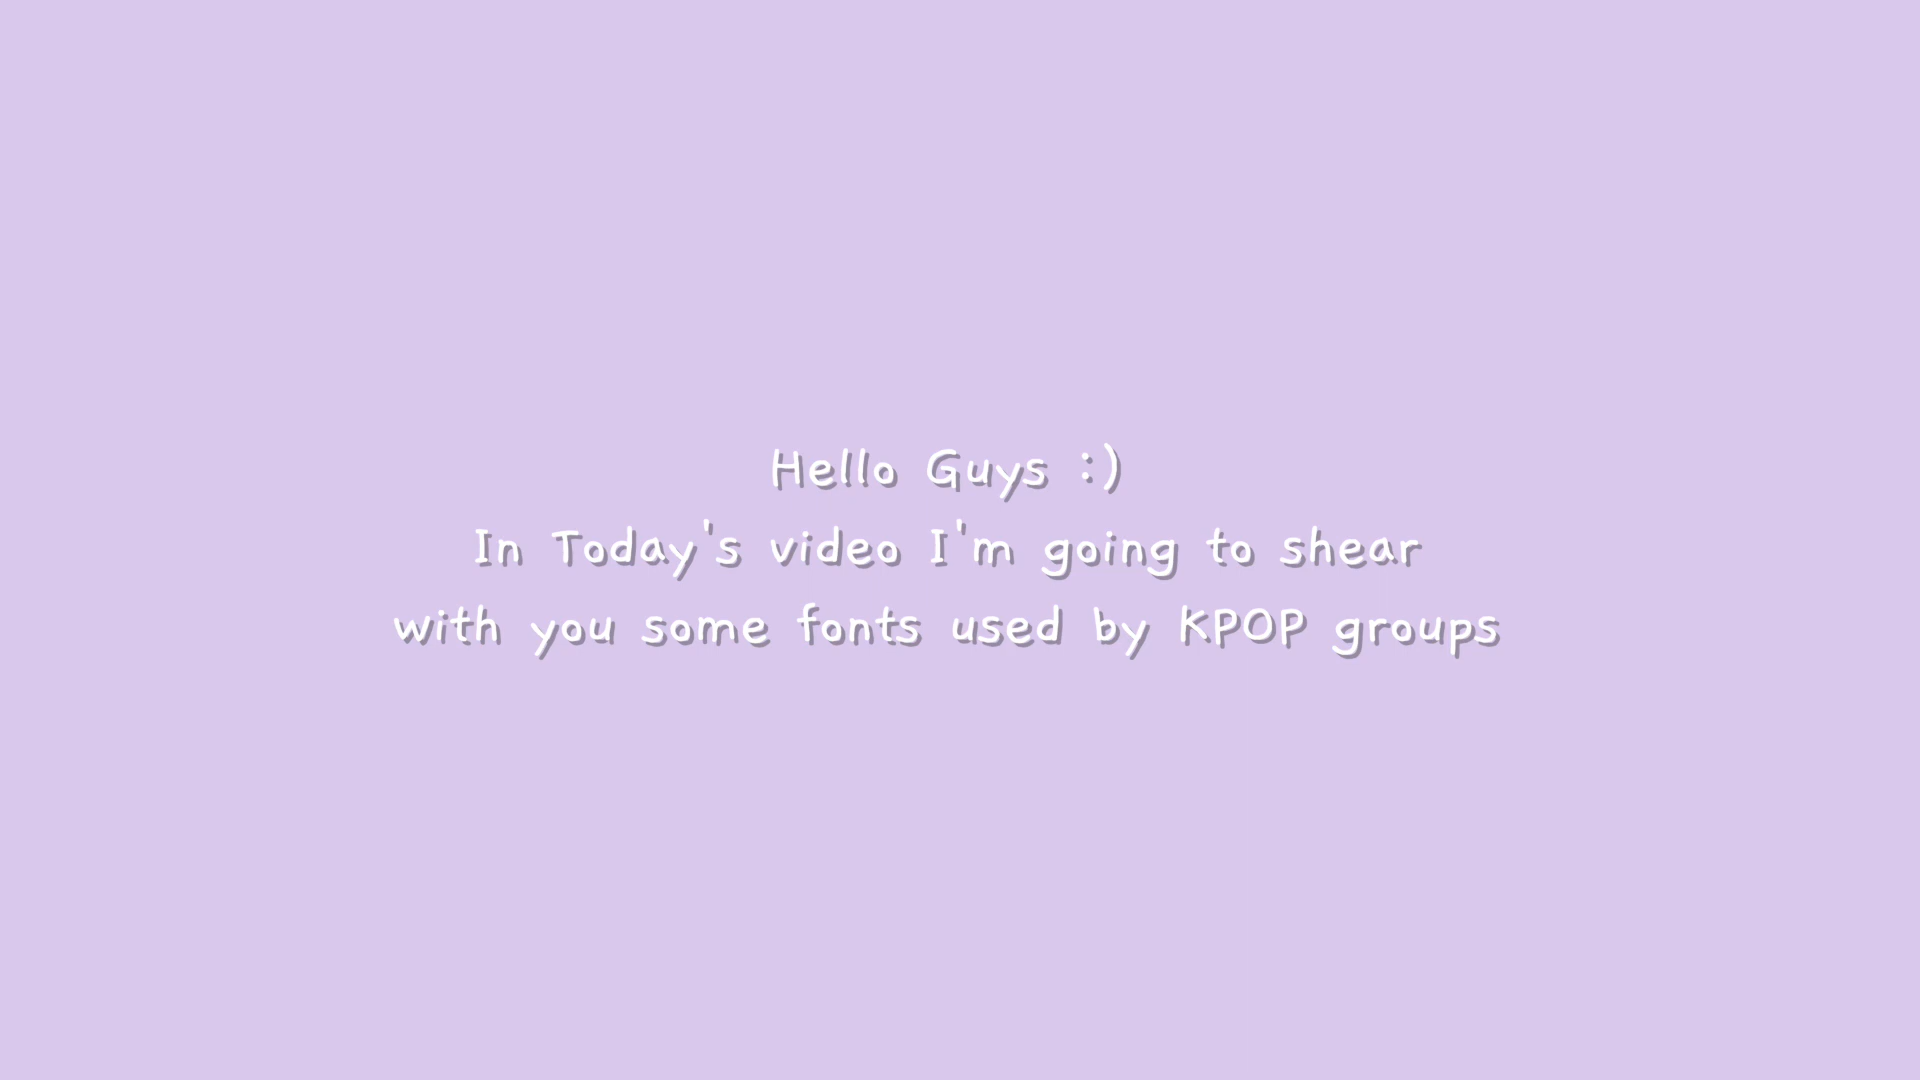 Hello Guys :)
In Today's video I'm going to shear
with you some fonts used by KPOP groups